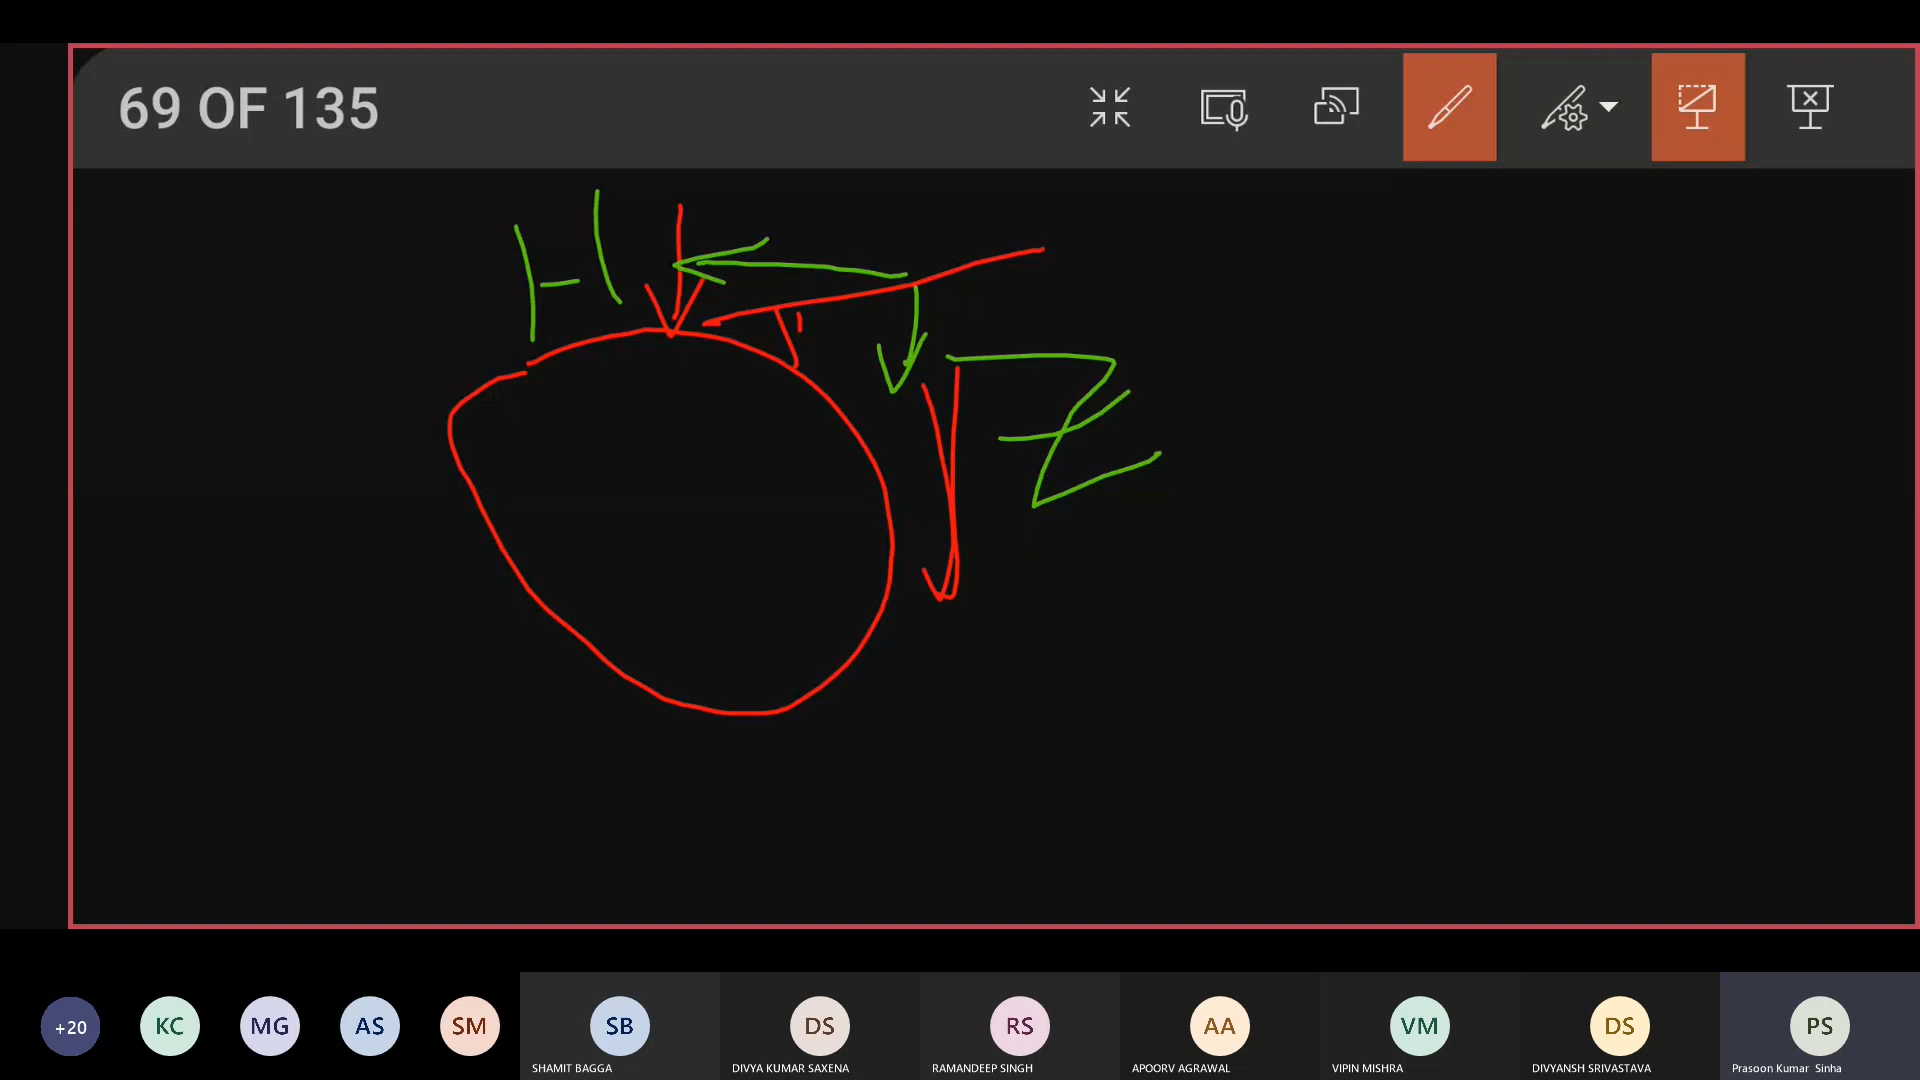 69 OF 135
H
Z
+20
KC
MG
AS
SM
SB
DS
RS
AA
VM
DS
PS
SHAMIT BAGGA
DIVYA KUMAR SAXENA
RAMANDEEP SINGH
APOORV AGRAWAL
VIPIN MISHRA
DIVYANSH SRIVASTAVA
Prasoon Kumar Sinha